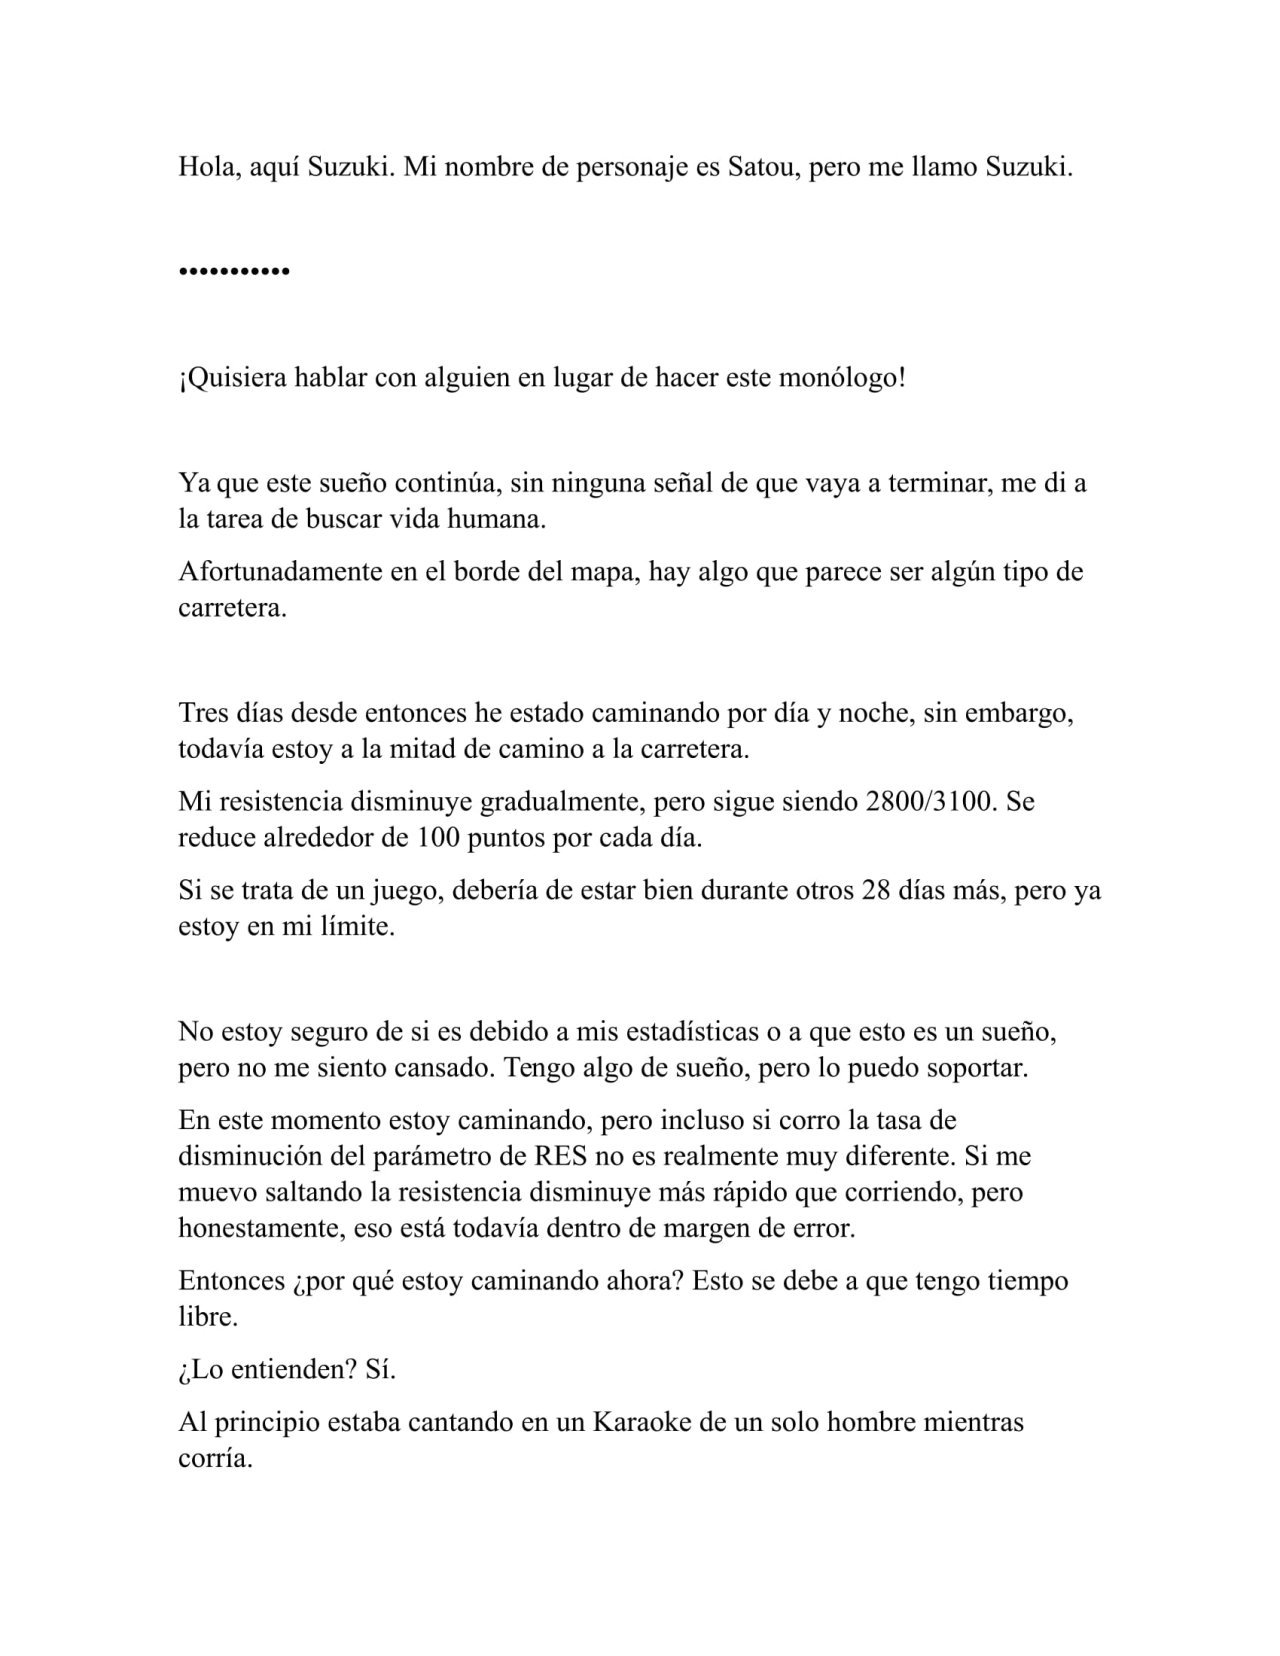 Hola, aquí Suzuki. Mi nombre de personaje es Satou, pero me llamo Suzuki.
•••••••••••
¡Quisiera hablar con alguien en lugar de hacer este monólogo!
Ya que este sueño continúa, sin ninguna señal de que vaya a terminar, me di a
la tarea de buscar vida humana.
Afortunadamente en el borde del mapa, hay algo que parece ser algún tipo de
carretera.
Tres días desde entonces he estado caminando por día y noche, sin embargo,
todavía estoy a la mitad de camino a la carretera.
Mi resistencia disminuye gradualmente, pero sigue siendo 2800/3100. Se
reduce alrededor de 100 puntos por cada día.
Si se trata de un juego, debería de estar bien durante otros 28 días más, pero ya
estoy en mi límite.
No estoy seguro de si es debido a mis estadísticas o a que esto es un sueño,
pero no me siento cansado. Tengo algo de sueño, pero lo puedo soportar.
En este momento estoy caminando, pero incluso si corro la tasa de
disminución del parámetro de RES no es realmente muy diferente. Si me
muevo saltando la resistencia disminuye más rápido que corriendo, pero
honestamente, eso está todavía dentro de margen de error.
Entonces ¿por qué estoy caminando ahora? Esto se debe a que tengo tiempo
libre.
¿Lo entienden? Sí.
Al principio estaba cantando en un Karaoke de un solo hombre mientras
corría.